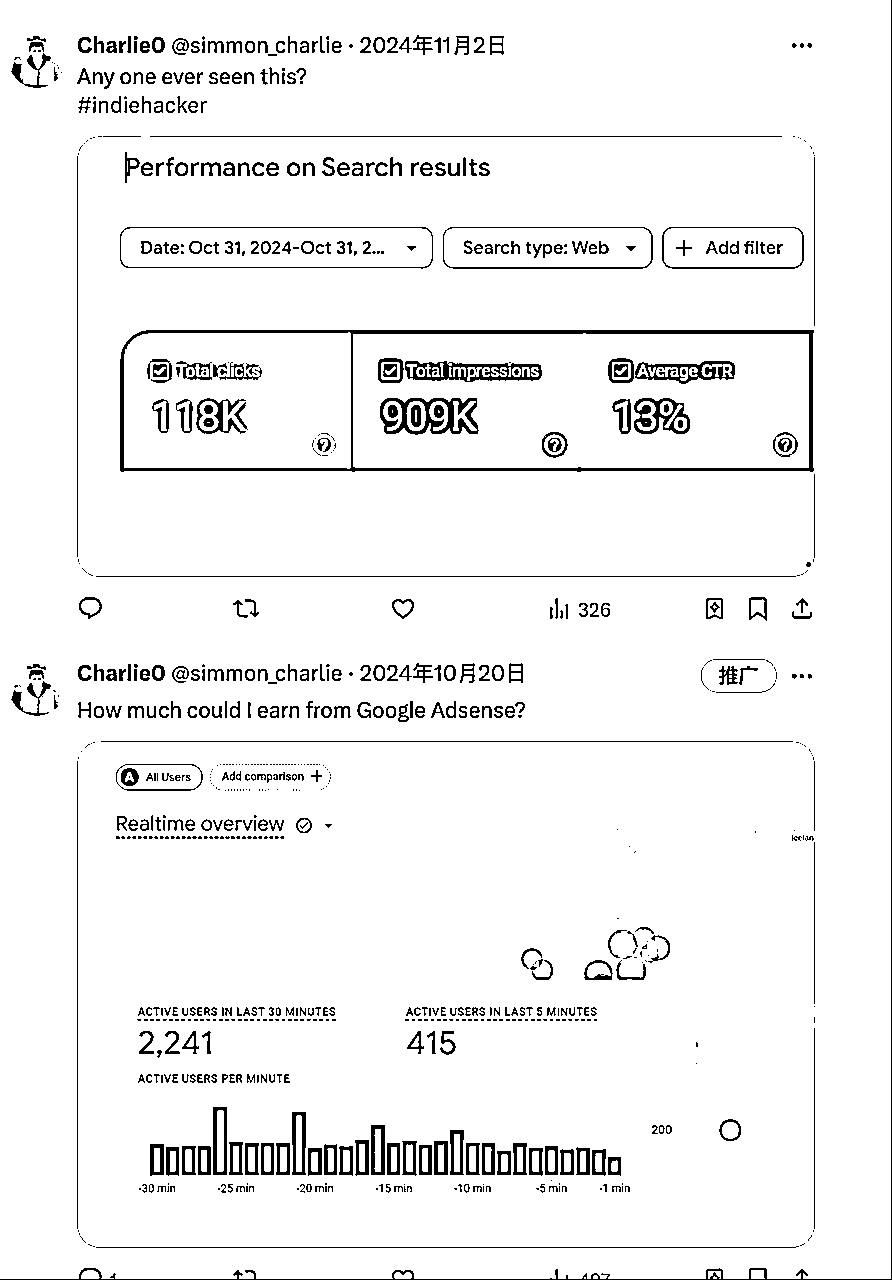 CharlieO @simmon_charlie · 2024年11月2日
Any one ever seen this?
#indiehacker
Performance on Search results
Date: Oct 31, 2024-Oct 31, 2...
Search type: Web
+ Add filter
Total clicks
Total impressions
Average CTR
118K
909K
13%
326
CharlieO @simmon_charlie · 2024年10月20日
推广
How much could I earn from Google Adsense?
A All Users
Add comparison +
Realtime overview
ACTIVE USERS IN LAST 30 MINUTES
ACTIVE USERS IN LAST 5 MINUTES
2,241
415
ACTIVE USERS PER MINUTE
200
-30 min
-25 min
-20 min
-15 min
-10 min
-5 min
-1 min